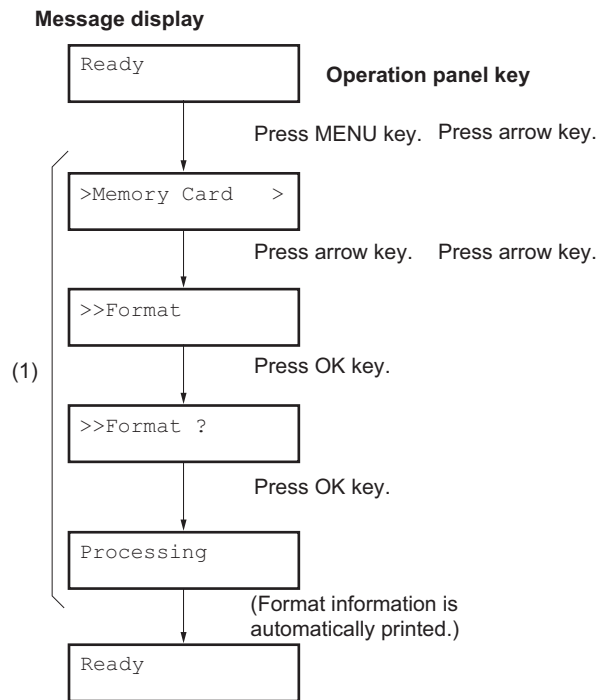 Message display
Ready
Operation panel key
Press MENU key. Press arrow key.
>Memory Card >
Press arrow key. Press arrow key.
>>Format
(1)
Press OK key.
>>Format ?
Press OK key.
Processing
(Format information is
automatically printed.)
Ready